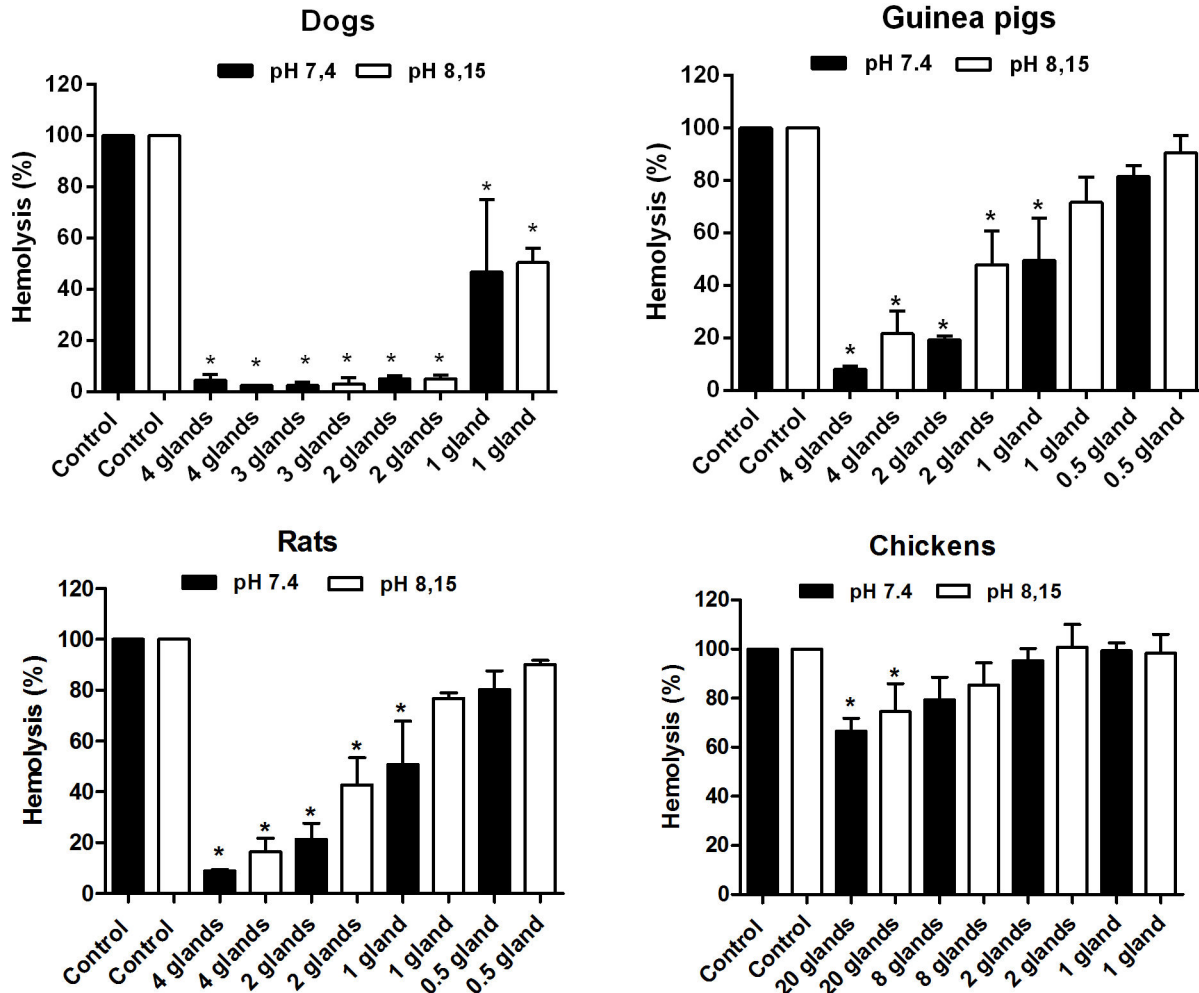 Dogs
pH 7,4 pH 8,15
Hemolysis (%)
120
100
80
60
40
20
0
* * * * * * * *
Control Control 4 glands 4 glands 3 glands 3 glands 2 glands 2 glands 1 gland 1 gland
Guinea pigs
pH 7.4 pH 8,15
Hemolysis (%)
120
100
80
60
40
20
0
* * * * *
Control Control 4 glands 4 glands 2 glands 2 glands 1 gland 1 gland 0.5 gland 0.5 gland
Rats
pH 7.4 pH 8,15
Hemolysis (%)
120
100
80
60
40
20
0
* * * * *
Control Control 4 glands 4 glands 2 glands 2 glands 1 gland 1 gland 0.5 gland 0.5 gland
Chickens
pH 7.4 pH 8,15
Hemolysis (%)
120
100
80
60
40
20
0
* *
Control Control 20 glands 20 glands 8 glands 8 glands 2 glands 2 glands 1 gland 1 gland